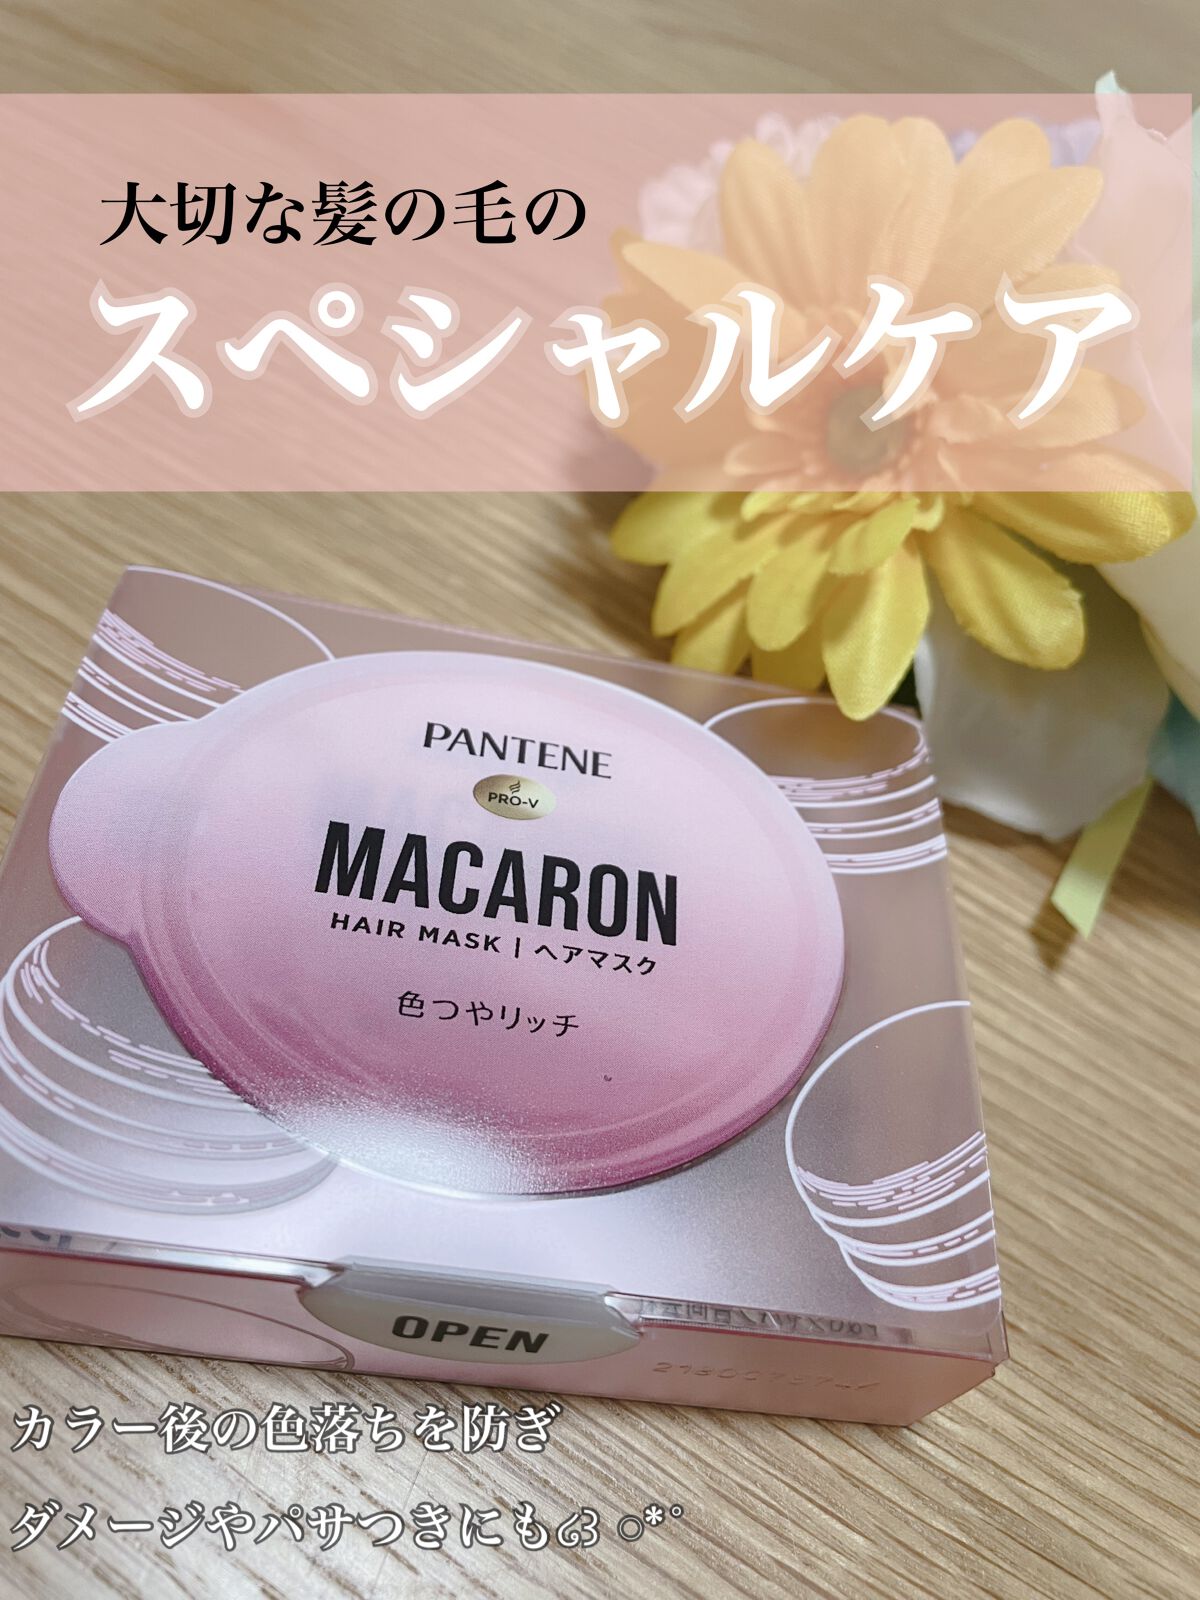 大切な髪の毛の
スペシャルケア
PANTENE
PRO-V
MACARON
HAIR MASK | ヘアマスク
色つやリッチ
OPEN
カラー後の色落ちを防ぎ
ダメージやパサつきにも໒꒱ ○*°